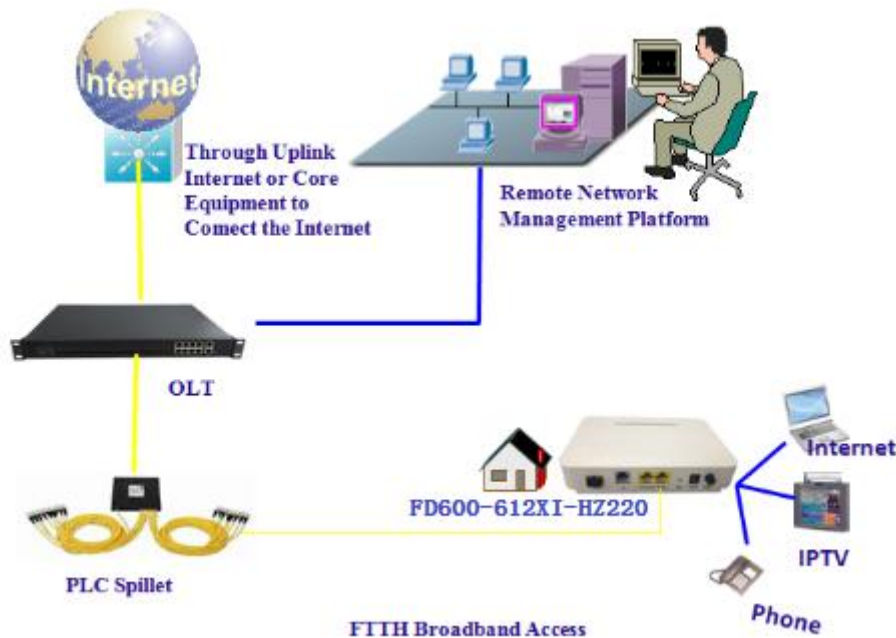 Internet
Through Uplink
Internet or Core
Equipment to
Comect the Internet
Remote Network
Management Platform
OLT
Internet
FD600-612XI-HZ220
IPTV
PLC Spillet
Phone
FTTH Broadband Access